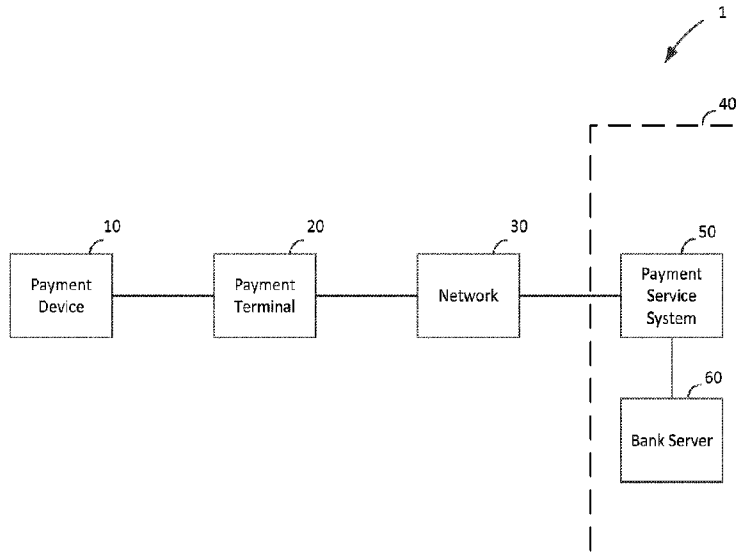 1
40
10
20
30
50
Payment
Device
Payment
Terminal
Network
Payment
Service
System
60
Bank Server